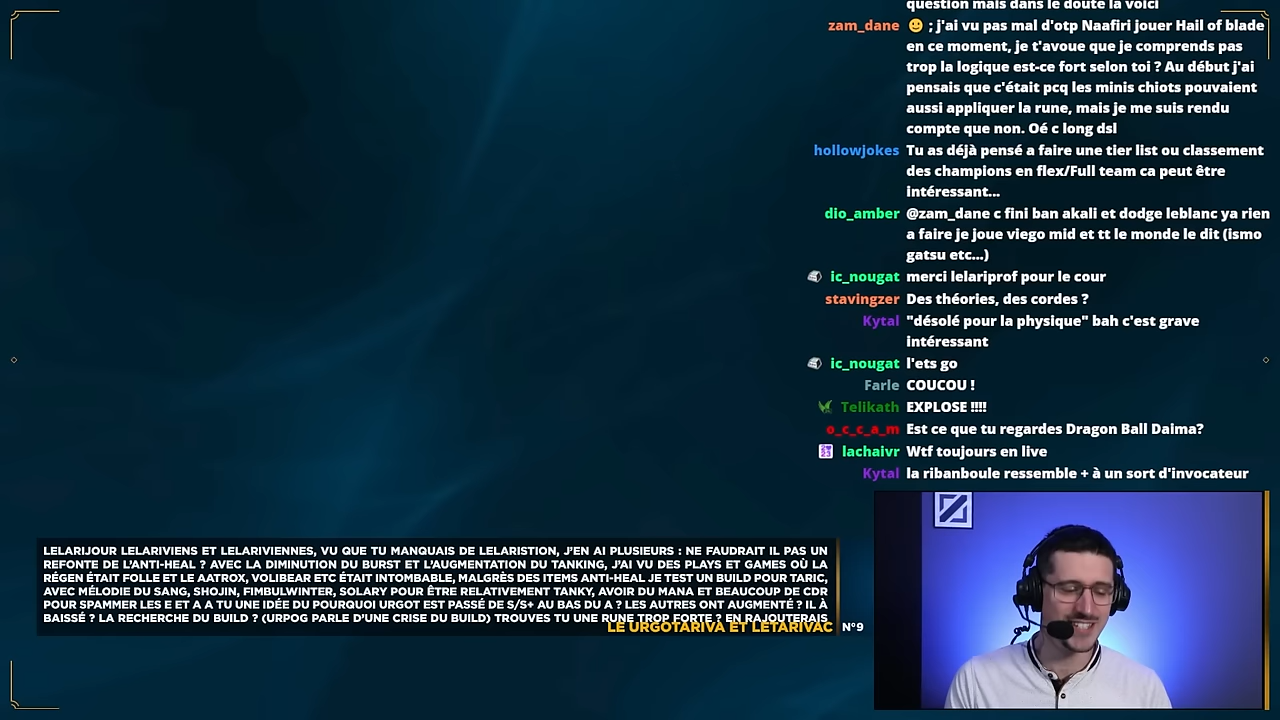 question mais dans le doute la voici
zam_dane ; j'ai vu pas mal d'otp Naafiri jouer Hail of blade
en ce moment, je t'avoue que je comprends pas
trop la logique est-ce fort selon toi ? Au début j'ai
pensais que c'était pcq les minis chiots pouvaient
aussi appliquer la rune, mais je me suis rendu
compte que non. Oé c long dsl
hollowjokes Tu as déjà pensé a faire une tier list ou classement
des champions en flex/Full team ca peut être
intéressant...
dio_amber @zam_dane c fini ban akali et dodge leblanc ya rien
a faire je joue viego mid et tt le monde le dit (ismo
gatsu etc...)
ic_nougat merci lelariprof pour le cour
stavingzer Des théories, des cordes ?
Kytal "désolé pour la physique" bah c'est grave
intéressant
ic_nougat l'ets go
Farle COUCOU !
Telikath EXPLOSE !!!!
o_c_c_a_m Est ce que tu regardes Dragon Ball Daima?
lachaivr Wtf toujours en live
Kytal la ribanboule ressemble + à un sort d'invocateur
LELARIJOUR LELARIVIENS ET LELARIVIENNES, VU QUE TU MANQUAIS DE LELARISTION, J'EN AI PLUSIEURS : NE FAUDRAIT IL PAS UN
REFONTE DE L'ANTI-HEAL ? AVEC LA DIMINUTION DU BURST ET L'AUGMENTATION DU TANKING, J'AI VU DES PLAYS ET GAMES OÙ LA
RÉGEN ÉTAIT FOLLE ET LE AATROX, VOLIBEAR ETC ÉTAIT INTOMBABLE, MALGRÈS DES ITEMS ANTI-HEAL JE TEST UN BUILD POUR TARIC,
AVEC MÉLODIE DU SANG, SHOJIN, FIMBULWINTER, SOLARY POUR ÊTRE RELATIVEMENT TANKY, AVOIR DU MANA ET BEAUCOUP DE CDR
POUR SPAMMER LES E ET A A TU UNE IDÉE DU POURQUOI URGOT EST PASSÉ DE S/S+ AU BAS DU A ? LES AUTRES ONT AUGMENTÉ ? IL À
BAISSÉ ? LA RECHERCHE DU BUILD ? (URPOG PARLE D'UNE CRISE DU BUILD) TROUVES TU UNE RUNE TROP FORTE ? EN RAJOUTERAIS
LE URGOTARIVA ET LETARIVAC N°9